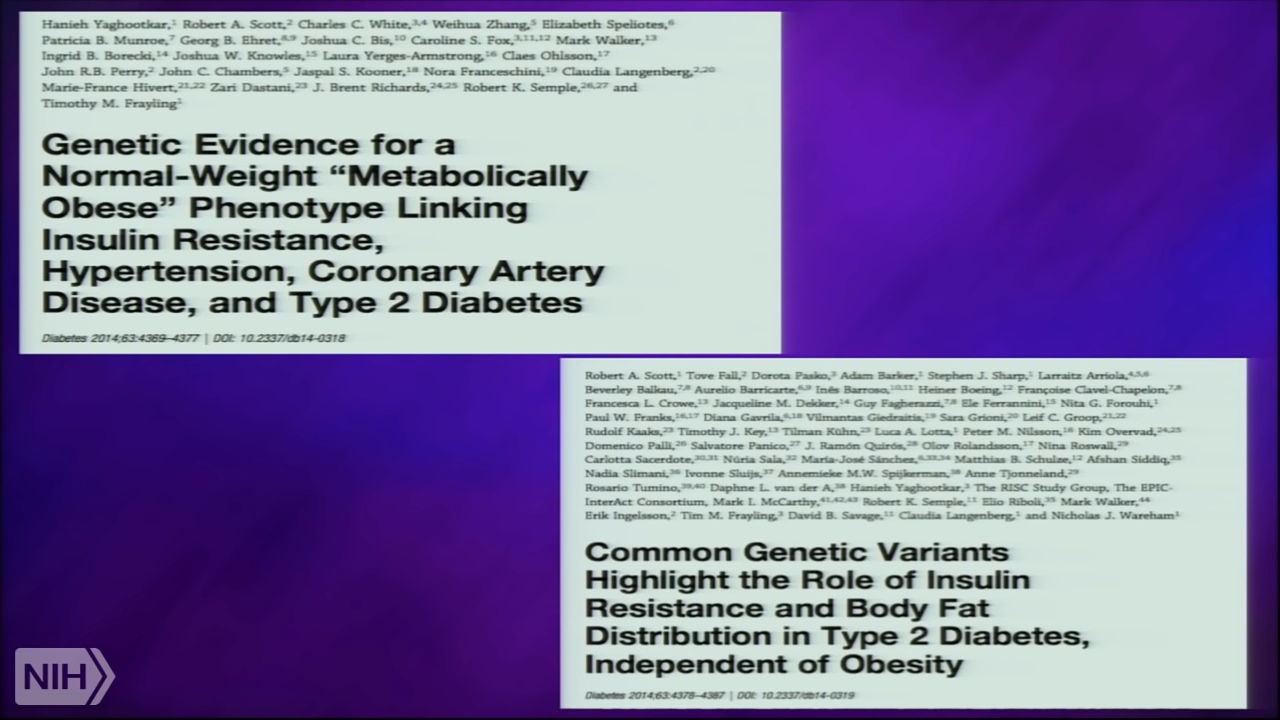 Hanieh Yaghootkar,¹ Robert A. Scott,² Charles C. White,³,⁴ Weihua Zhang,⁵ Elizabeth Speliotes,⁶
Patricia B. Munroe,⁷ Georg B. Ehret,⁸,⁹ Joshua C. Bis,¹⁰ Caroline S. Fox,³,¹¹,¹² Mark Walker,¹³
Ingrid B. Borecki,¹⁴ Joshua W. Knowles,¹⁵ Laura Yerges-Armstrong,¹⁶ Claes Ohlsson,¹⁷
John R.B. Perry,² John C. Chambers,⁵ Jaspal S. Kooner,¹⁸ Nora Franceschini,¹⁹ Claudia Langenberg,²,²⁰
Marie-France Hivert,²¹,²² Zari Dastani,²³ J. Brent Richards,²⁴,²⁵ Robert K. Semple,²⁶,²⁷ and
Timothy M. Frayling¹
Genetic Evidence for a
Normal-Weight “Metabolically
Obese” Phenotype Linking
Insulin Resistance,
Hypertension, Coronary Artery
Disease, and Type 2 Diabetes
Diabetes 2014;63:4369–4377 | DOI: 10.2337/db14-0318
Robert A. Scott,¹ Tove Fall,² Dorota Pasko,³ Adam Barker,¹ Stephen J. Sharp,¹ Larraitz Arriola,⁴,⁵,⁶
Beverley Balkau,⁷,⁸ Aurelio Barricarte,⁶,⁹ Inês Barroso,¹⁰,¹¹ Heiner Boeing,¹² Françoise Clavel-Chapelon,⁷,⁸
Francesca L. Crowe,¹³ Jacqueline M. Dekker,¹⁴ Guy Fagherazzi,⁷,⁸ Ele Ferrannini,¹⁵ Nita G. Forouhi,¹
Paul W. Franks,¹⁶,¹⁷ Diana Gavrila,⁶,¹⁸ Vilmantas Giedraitis,¹⁹ Sara Grioni,²⁰ Leif C. Groop,²¹,²²
Rudolf Kaaks,²³ Timothy J. Key,¹³ Tilman Kühn,²³ Luca A. Lotta,¹ Peter M. Nilsson,¹⁶ Kim Overvad,²⁴,²⁵
Domenico Palli,²⁶ Salvatore Panico,²⁷ J. Ramón Quirós,²⁸ Olov Rolandsson,¹⁷ Nina Roswall,²⁹
Carlotta Sacerdote,³⁰,³¹ Núria Sala,³² María-José Sánchez,⁶,³³,³⁴ Matthias B. Schulze,¹² Afshan Siddiq,³⁵
Nadia Slimani,³⁶ Ivonne Sluijs,³⁷ Annemieke M.W. Spijkerman,³⁸ Anne Tjonneland,²⁹
Rosario Tumino,³⁹,⁴⁰ Daphne L. van der A,³⁸ Hanieh Yaghootkar,³ The RISC Study Group, The EPIC-
InterAct Consortium, Mark I. McCarthy,⁴¹,⁴²,⁴³ Robert K. Semple,¹¹ Elio Riboli,³⁵ Mark Walker,⁴⁴
Erik Ingelsson,² Tim M. Frayling,³ David B. Savage,¹¹ Claudia Langenberg,¹ and Nicholas J. Wareham¹
Common Genetic Variants
Highlight the Role of Insulin
Resistance and Body Fat
Distribution in Type 2 Diabetes,
Independent of Obesity
Diabetes 2014;63:4378–4387 | DOI: 10.2337/db14-0319
NIH